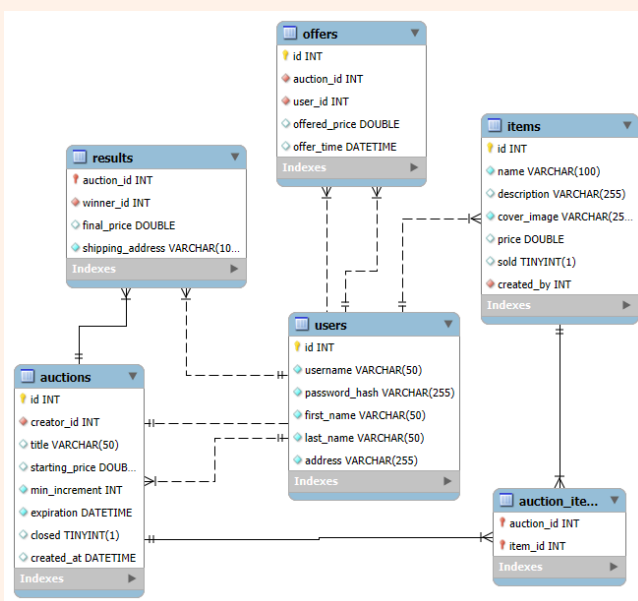 offers
id INT
auction_id INT
user_id INT
offered_price DOUBLE
offer_time DATETIME
Indexes
items
id INT
name VARCHAR(100)
description VARCHAR(255)
cover_image VARCHAR(25...
price DOUBLE
sold TINYINT(1)
created_by INT
Indexes
results
auction_id INT
winner_id INT
final_price DOUBLE
shipping_address VARCHAR(10...
Indexes
users
id INT
username VARCHAR(50)
password_hash VARCHAR(255)
first_name VARCHAR(50)
last_name VARCHAR(50)
address VARCHAR(255)
Indexes
auctions
id INT
creator_id INT
title VARCHAR(50)
starting_price DOUB...
min_increment INT
expiration DATETIME
closed TINYINT(1)
created_at DATETIME
Indexes
auction_ite...
auction_id INT
item_id INT
Indexes